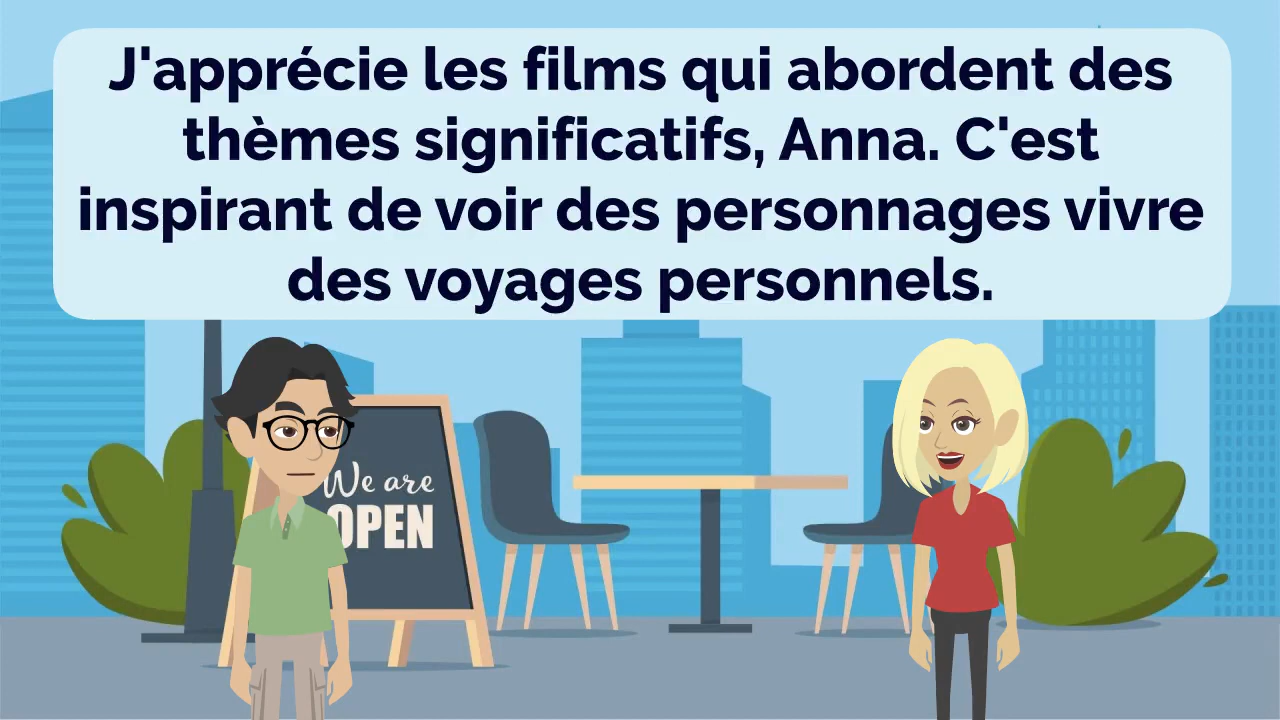 J'apprécie les films qui abordent des
thèmes significatifs, Anna. C'est
inspirant de voir des personnages vivre
des voyages personnels.
We are
OPEN